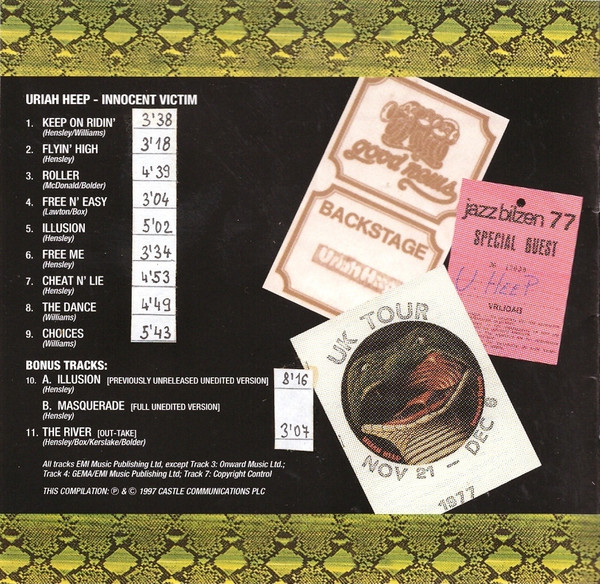 URIAH HEEP – INNOCENT VICTIM
1. KEEP ON RIDIN' 3'38
(Hensley/Williams)
2. FLYIN' HIGH 3'18
(Hensley)
3. ROLLER 4'39
(McDonald/Bolder)
4. FREE N' EASY 3'04
(Lawton/Box)
5. ILLUSION 5'02
(Hensley)
6. FREE ME 3'34
(Hensley)
7. CHEAT N' LIE 4'53
(Hensley)
8. THE DANCE 4'49
(Williams)
9. CHOICES 5'43
(Williams)
BONUS TRACKS:
10. A. ILLUSION [PREVIOUSLY UNRELEASED UNEDITED VERSION] 8'16
(Hensley)
B. MASQUERADE [FULL UNEDITED VERSION]
(Hensley)
11. THE RIVER [OUT-TAKE] 3'07
(Hensley/Box/Kerslake/Bolder)
All tracks EMI Music Publishing Ltd, except Track 3: Onward Music Ltd.;
Track 4: GEMA/EMI Music Publishing Ltd; Track 7: Copyright Control
THIS COMPILATION: ℗ & © 1997 CASTLE COMMUNICATIONS PLC
good news
BACKSTAGE
Uriah Heep
jazz bilzen 77
SPECIAL GUEST
U. HEEP
VRIJDAG
UK TOUR
URIAH HEEP
NOV 21 - DEC 6
1977